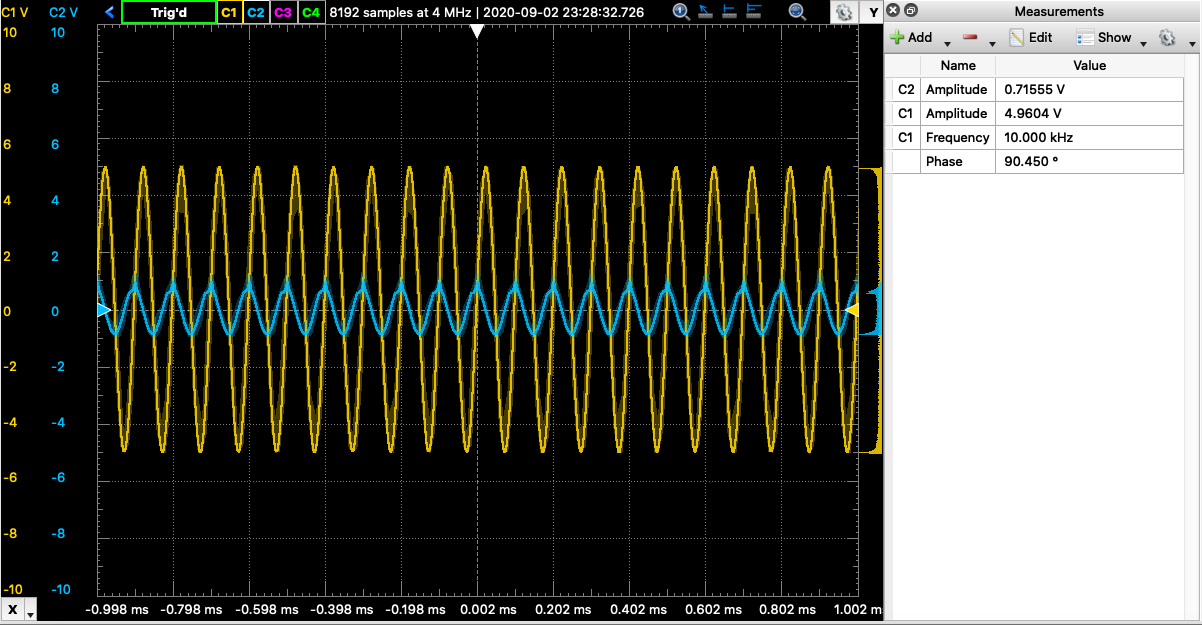 C1 V C2 V Trig'd C1 C2 C3 C4 8192 samples at 4 MHz | 2020-09-02 23:28:32.726 Y Measurements
Add Edit Show
Name Value
C2 Amplitude 0.71555 V
C1 Amplitude 4.9604 V
C1 Frequency 10.000 kHz
Phase 90.450 º
10 10
8 8
6 6
4 4
2 2
0 0
-2 -2
-4 -4
-6 -6
-8 -8
-10 -10
X -0.998 ms -0.798 ms -0.598 ms -0.398 ms -0.198 ms 0.002 ms 0.202 ms 0.402 ms 0.602 ms 0.802 ms 1.002 m